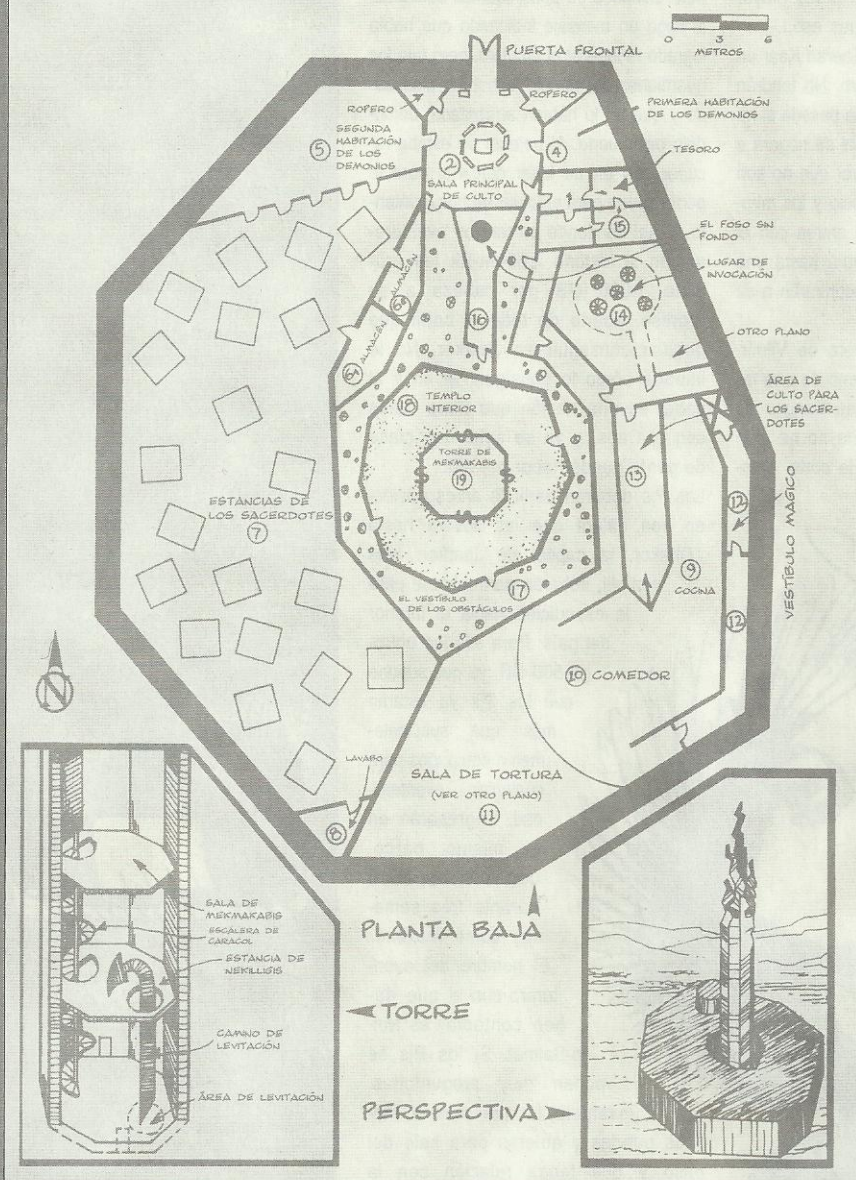 0 3 6
METROS
PUERTA FRONTAL
ROPERO
ROPERO
PRIMERA HABITACIÓN
DE LOS DEMONIOS
5
SEGUNDA
HABITACIÓN
DE LOS
DEMONIOS
2
SALA PRINCIPAL
DE CULTO
4
TESORO
15
EL FOSO SIN
FONDO
LUGAR DE
INVOCACIÓN
14
OTRO PLANO
ÁREA DE
CULTO PARA
LOS SACER-
DOTES
ALMACÉN
6B
ALMACÉN
6A
16
18
TEMPLO
INTERIOR
TORRE DE
MEKMAKABIS
19
13
12
VESTÍBULO MAGICO
ESTANCIAS DE
LOS SACERDOTES
7
9
COCINA
17
EL VESTÍBULO
DE LOS OBSTÁCULOS
12
10 COMEDOR
N
LAVABO
8
SALA DE TORTURA
(VER OTRO PLANO)
11
PLANTA BAJA
SALA DE
MEKMAKABIS
ESCALERA DE
CARACOL
ESTANCIA DE
NEKILLIGIS
CAMINO DE
LEVITACIÓN
ÁREA DE LEVITACIÓN
TORRE
PERSPECTIVA